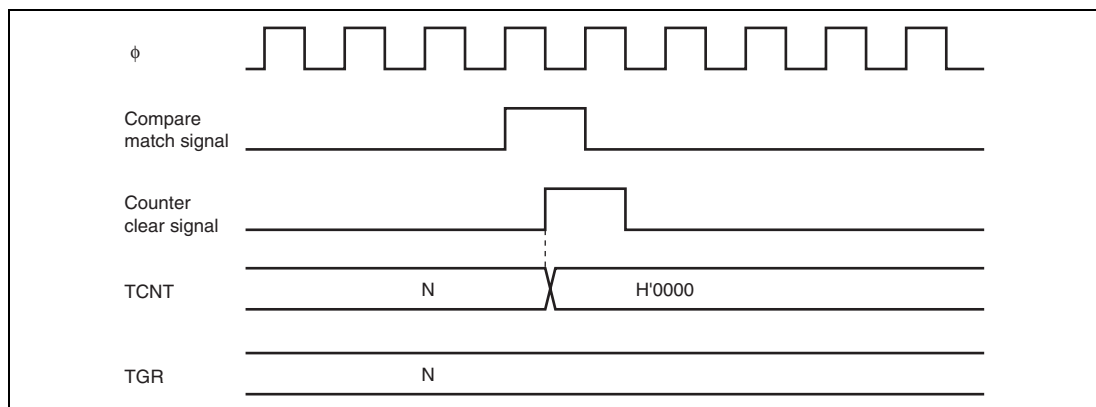 ϕ
Compare
match signal
Counter
clear signal
TCNT
N
H'0000
TGR
N